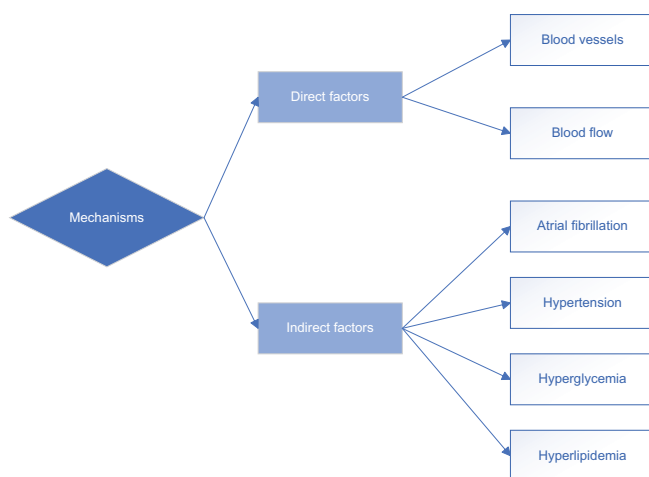 Mechanisms
Direct factors
Blood vessels
Blood flow
Indirect factors
Atrial fibrillation
Hypertension
Hyperglycemia
Hyperlipidemia